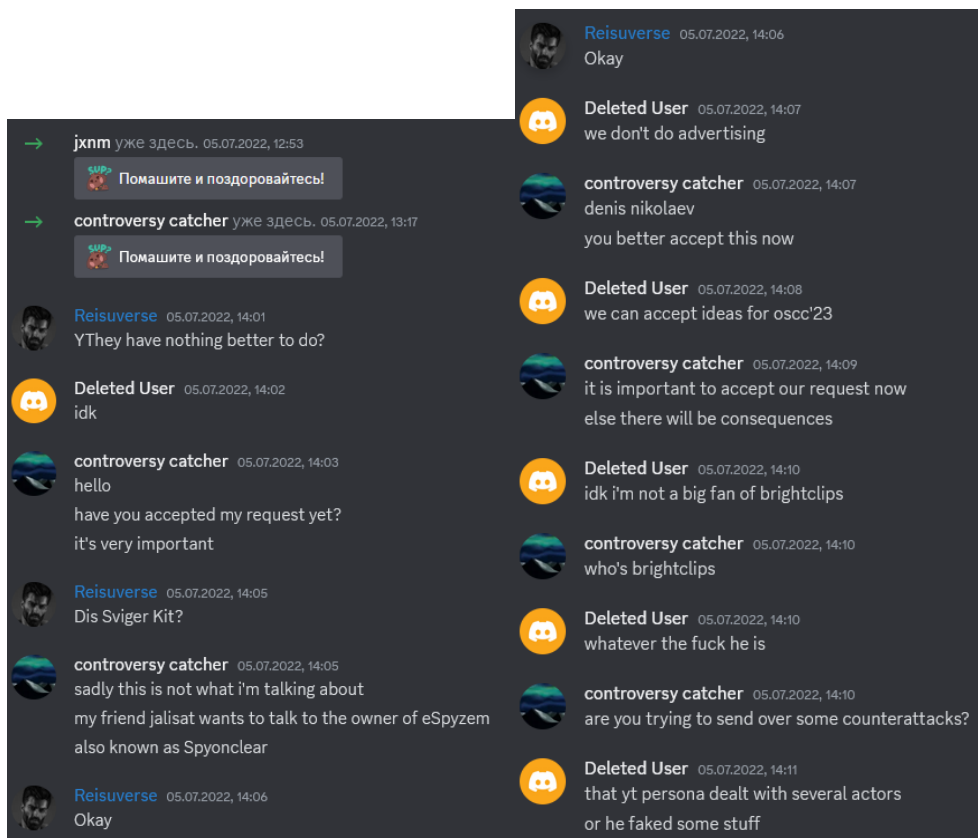 jxnm уже здесь. 05.07.2022, 12:53
SUP?
Помашите и поздоровайтесь!
controversy catcher уже здесь. 05.07.2022, 13:17
SUP?
Помашите и поздоровайтесь!
Reisuverse 05.07.2022, 14:01
YThey have nothing better to do?
Deleted User 05.07.2022, 14:02
idk
controversy catcher 05.07.2022, 14:03
hello
have you accepted my request yet?
it's very important
Reisuverse 05.07.2022, 14:05
Dis Sviger Kit?
controversy catcher 05.07.2022, 14:05
sadly this is not what i'm talking about
my friend jalisat wants to talk to the owner of eSpyzem
also known as Spyonclear
Reisuverse 05.07.2022, 14:06
Okay
Reisuverse 05.07.2022, 14:06
Okay
Deleted User 05.07.2022, 14:07
we don't do advertising
controversy catcher 05.07.2022, 14:07
denis nikolaev
you better accept this now
Deleted User 05.07.2022, 14:08
we can accept ideas for oscc'23
controversy catcher 05.07.2022, 14:09
it is important to accept our request now
else there will be consequences
Deleted User 05.07.2022, 14:10
idk i'm not a big fan of brightclips
controversy catcher 05.07.2022, 14:10
who's brightclips
Deleted User 05.07.2022, 14:10
whatever the fuck he is
controversy catcher 05.07.2022, 14:10
are you trying to send over some counterattacks?
Deleted User 05.07.2022, 14:11
that yt persona dealt with several actors
or he faked some stuff